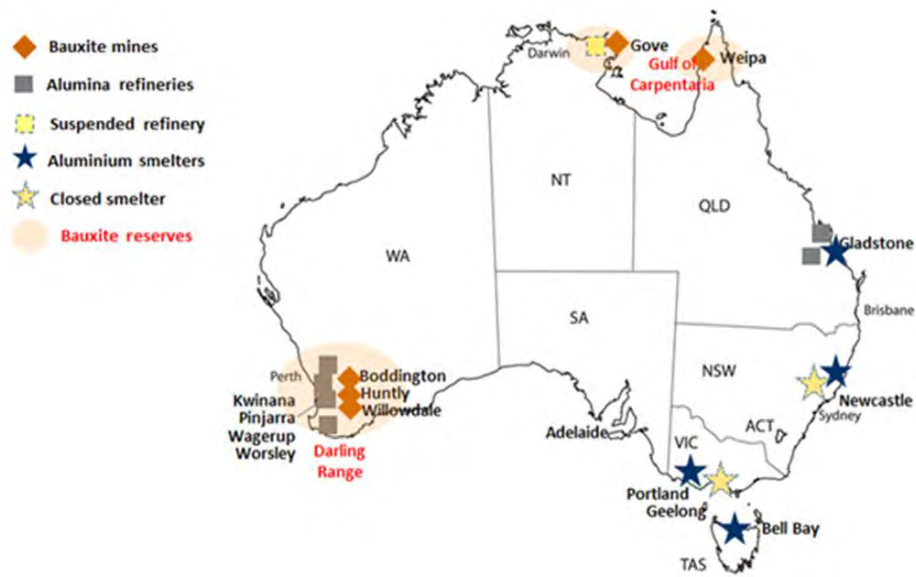 Bauxite mines
Alumina refineries
Suspended refinery
Aluminium smelters
Closed smelter
Bauxite reserves
Darwin
Gove
Gulf of
Carpentaria
Weipa
NT
QLD
WA
SA
Gladstone
Brisbane
NSW
Newcastle
Sydney
ACT
Perth
Boddington
Huntly
Willowdale
Kwinana
Pinjarra
Wagerup
Worsley
Darling
Range
Adelaide
VIC
Portland
Geelong
Bell Bay
TAS